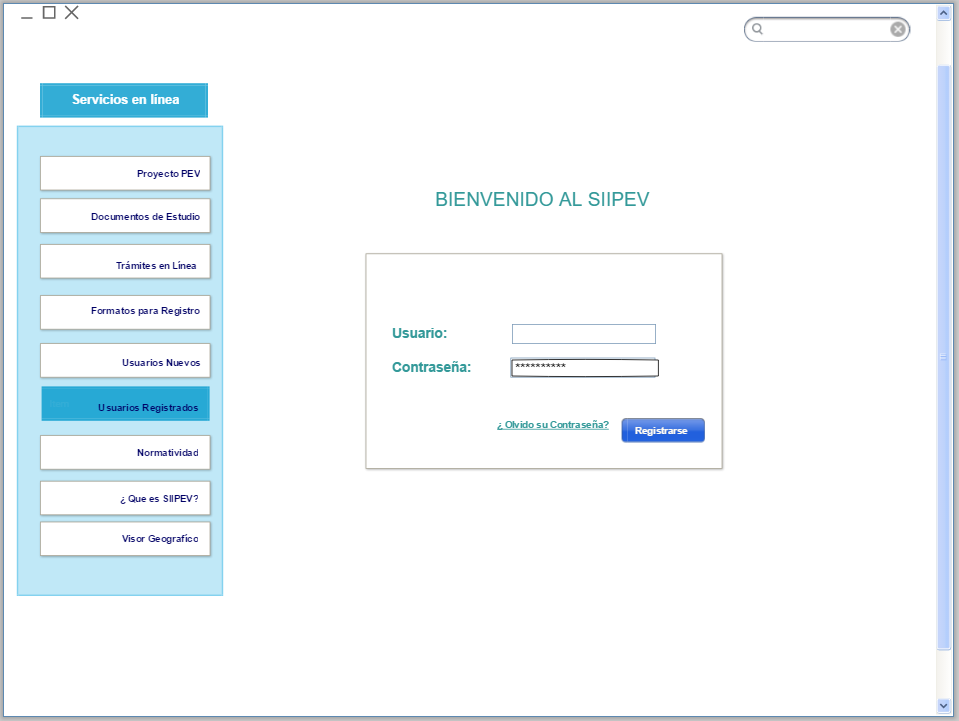 Servicios en línea
Proyecto PEV
Documentos de Estudio
Trámites en Línea
Formatos para Registro
Usuarios Nuevos
Usuarios Registrados
Normatividad
¿ Que es SIIPEV?
Visor Geografico
BIENVENIDO AL SIIPEV
Usuario:
Contraseña: **********
¿ Olvido su Contraseña? Registrarse